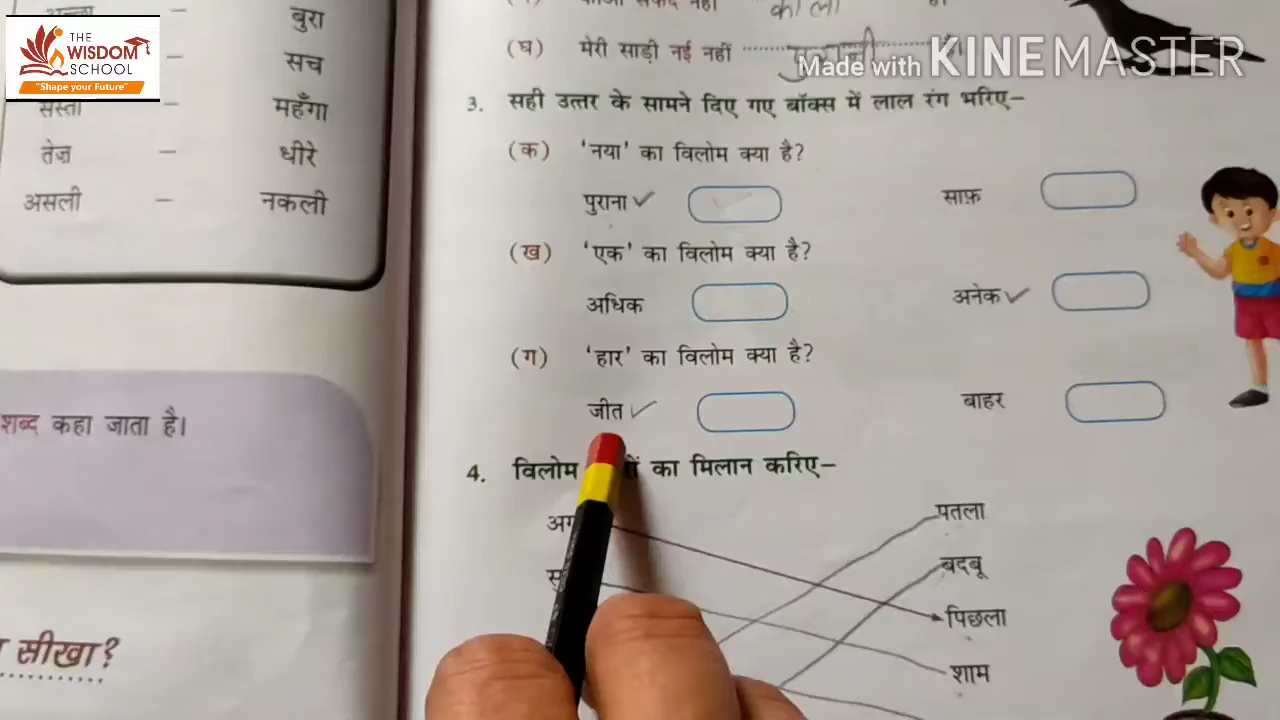 THE
WISDOM
SCHOOL
"Shape your Future"
Made with KINEMASTER
बुरा
– सच
सस्ता – महँगा
तेज़ – धीरे
असली – नकली
शब्द कहा जाता है।
सीखा?
नहीं काला
(घ) मेरी साड़ी नई नहीं
3. सही उत्तर के सामने दिए गए बॉक्स में लाल रंग भरिए–
(क) 'नया' का विलोम क्या है?
पुराना ✓ साफ़
(ख) 'एक' का विलोम क्या है?
अधिक अनेक ✓
(ग) 'हार' का विलोम क्या है?
जीत ✓ बाहर
4. विलोम का मिलान करिए–
पतला
बदबू
पिछला
शाम